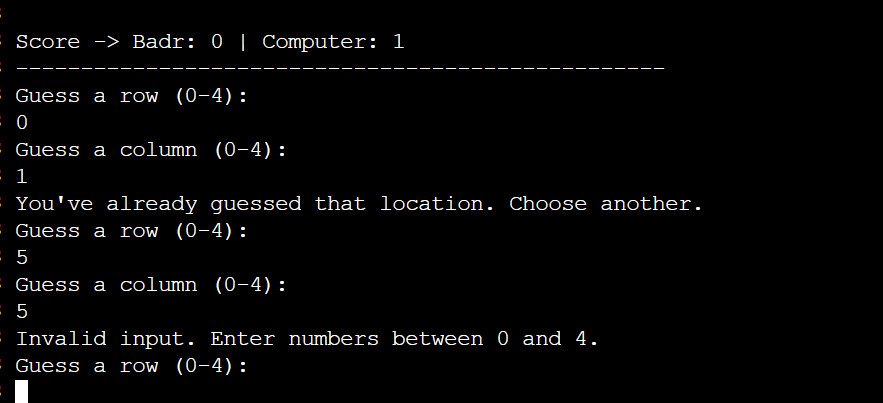 Score -> Badr: 0 | Computer: 1
--------------------------------------------------
Guess a row (0-4):
0
Guess a column (0-4):
1
You've already guessed that location. Choose another.
Guess a row (0-4):
5
Guess a column (0-4):
5
Invalid input. Enter numbers between 0 and 4.
Guess a row (0-4):